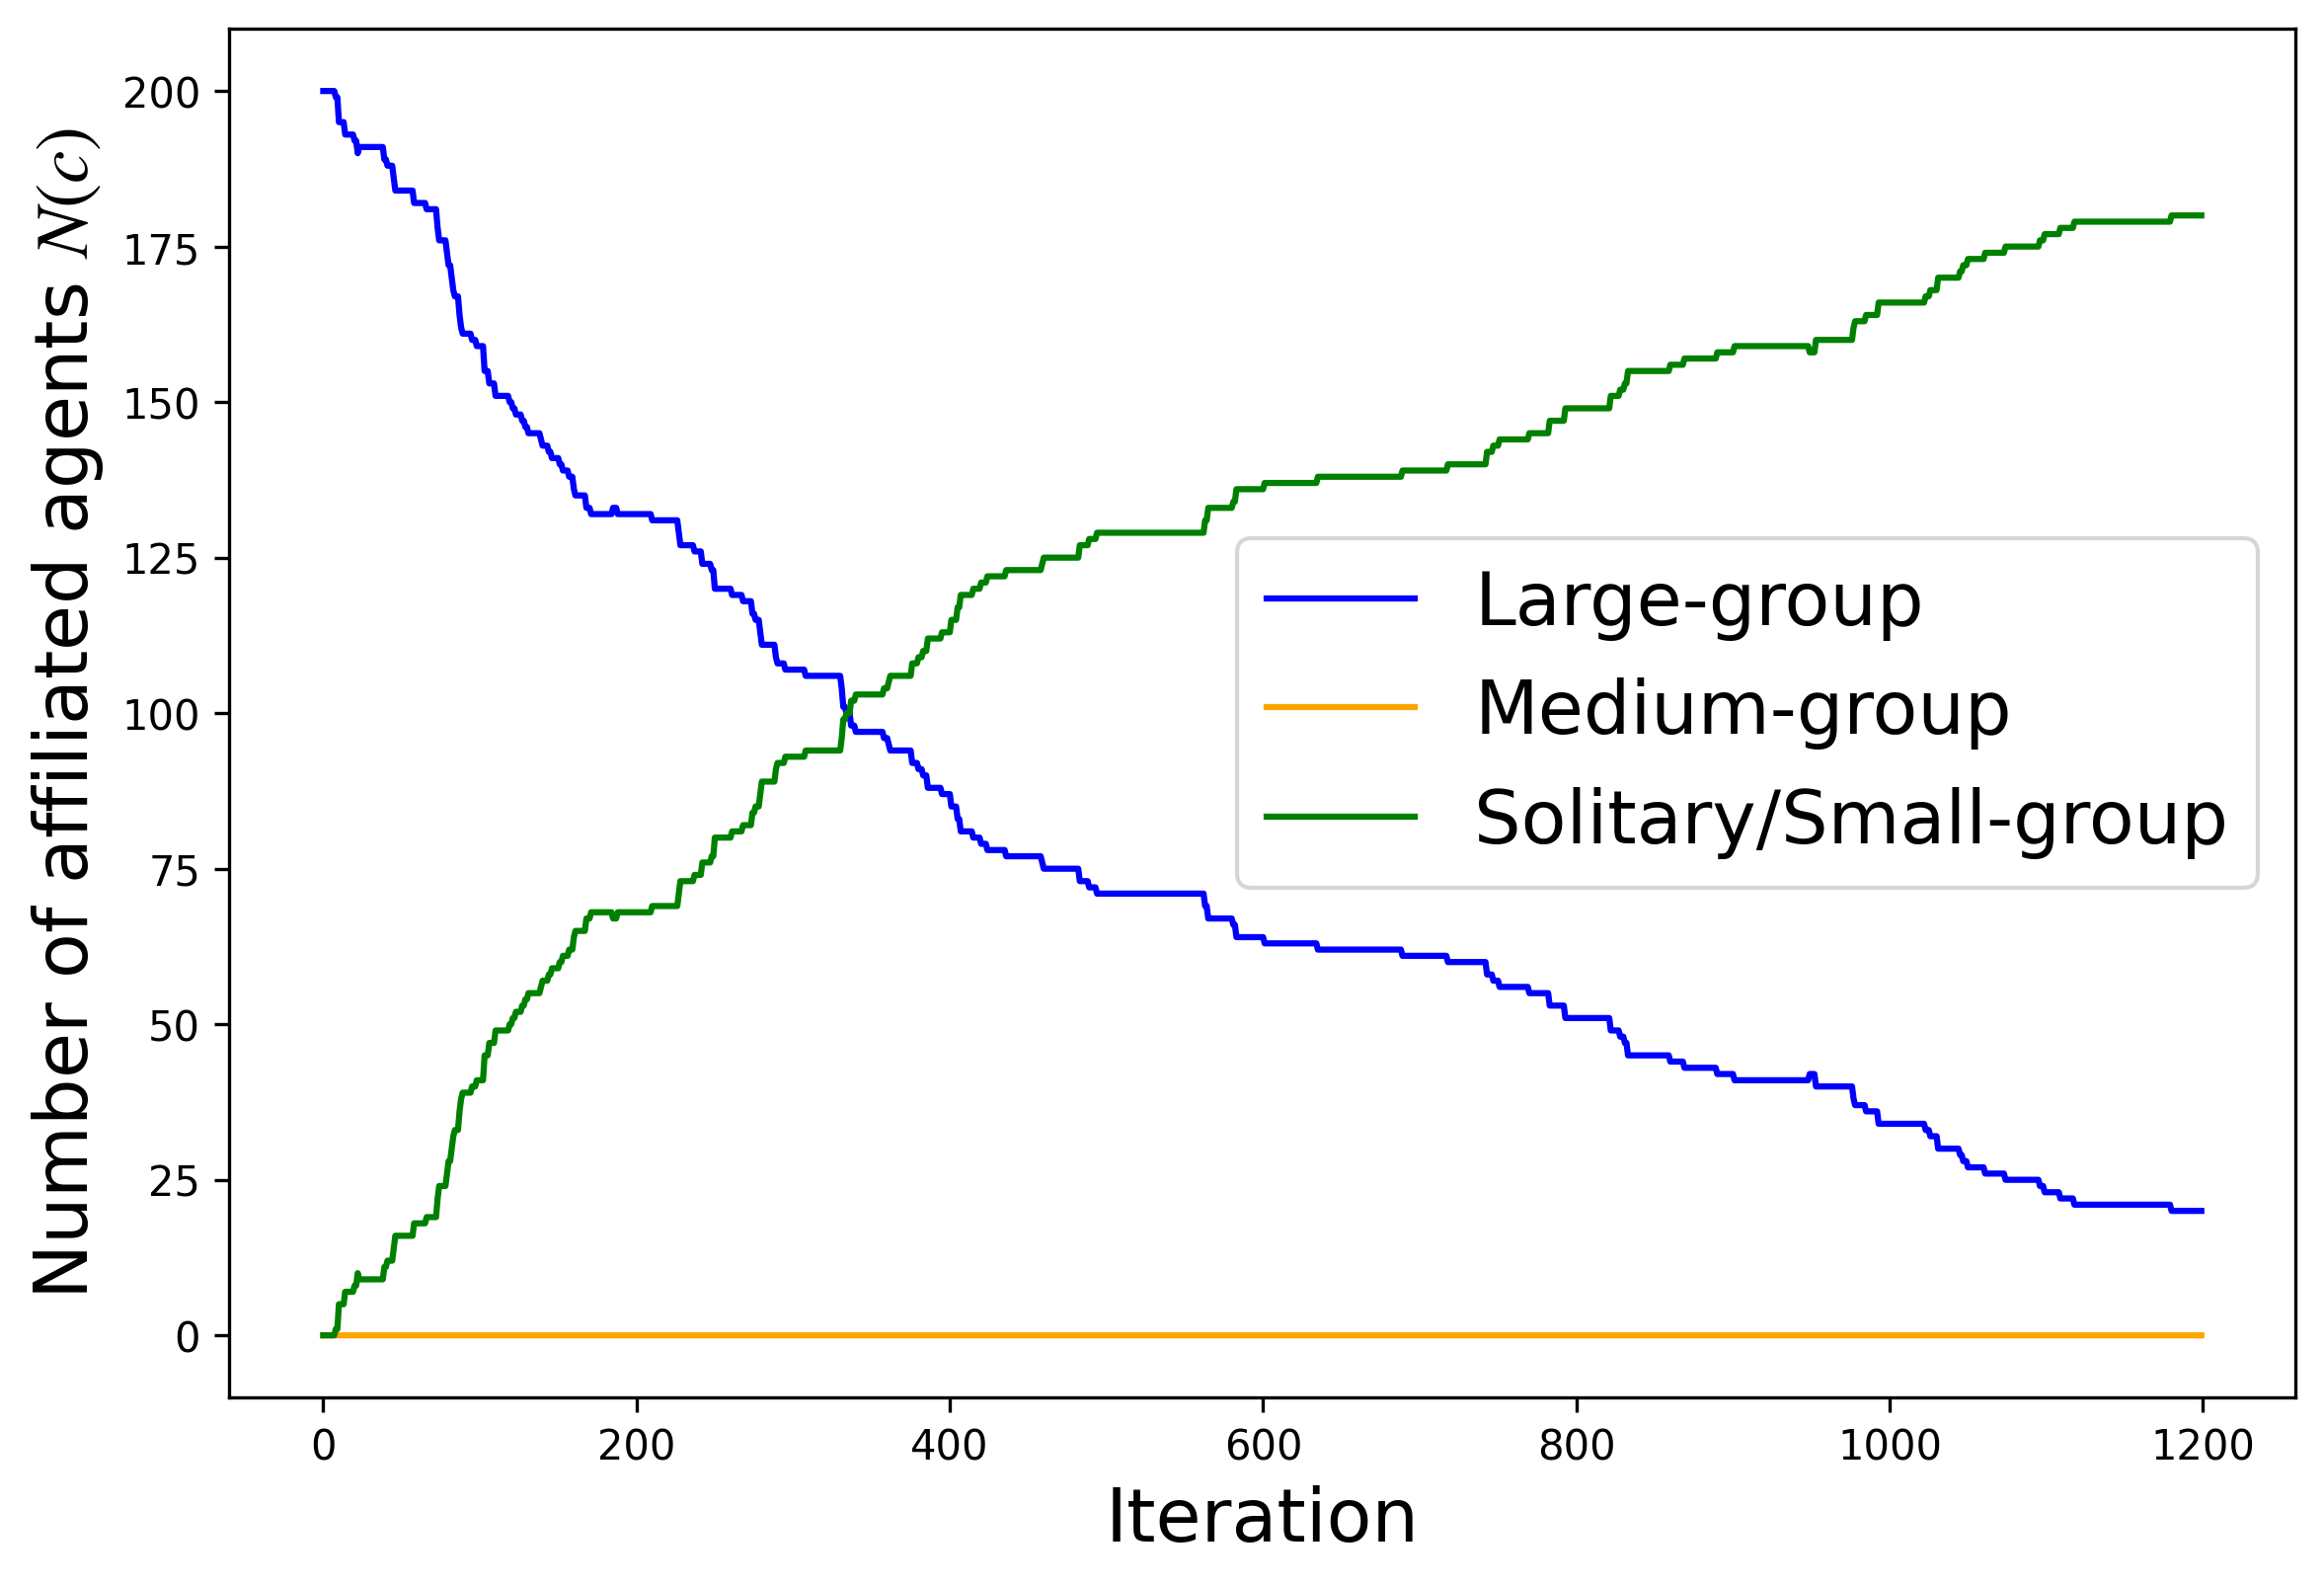 Number of affiliated agents N(c)
200
175
150
125
100
75
50
25
0
Large-group
Medium-group
Solitary/Small-group
0 200 400 600 800 1000 1200
Iteration